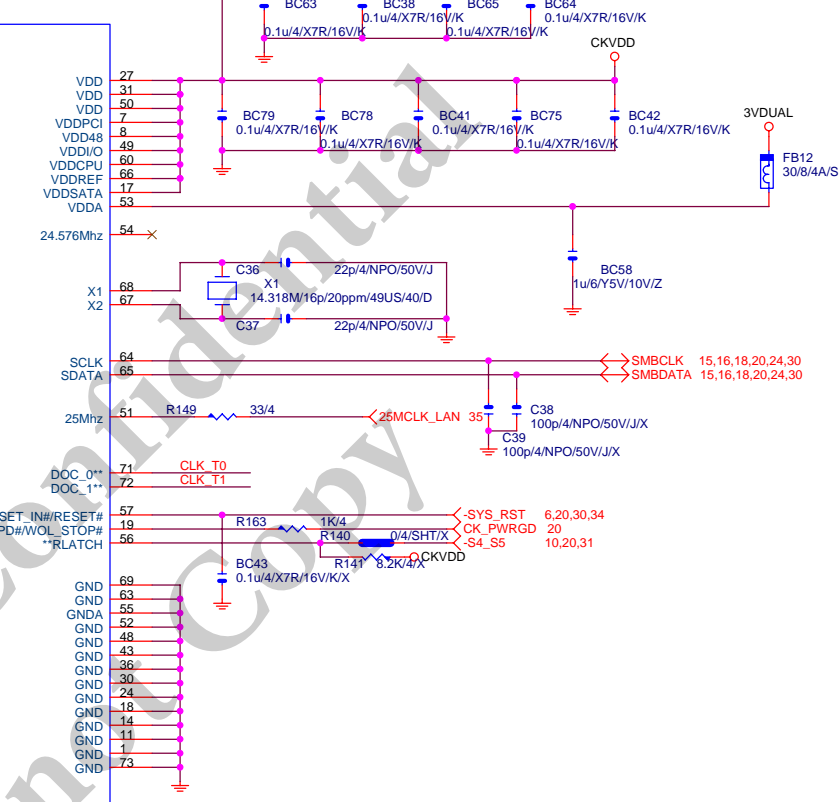 BC63 BC38 BC65 BC64
0.1u/4/X7R/16V/K
0.1u/4/X7R/16V/K 0.1u/4/X7R/16V/K 0.1u/4/X7R/16V/K
CKVDD
VDD 27
VDD 31
VDD 50
VDDPCI 7
VDD48 8
VDDI/O 49
VDDCPU 60
VDDREF 66
VDDSATA 17
VDDA 53
BC79 BC78 BC41 BC75 BC42
0.1u/4/X7R/16V/K 0.1u/4/X7R/16V/K 0.1u/4/X7R/16V/K
0.1u/4/X7R/16V/K 0.1u/4/X7R/16V/K
3VDUAL
FB12
30/8/4A/S
24.576Mhz 54
BC58
1u/6/Y5V/10V/Z
C36 22p/4/NPO/50V/J
X1
14.318M/16p/20ppm/49US/40/D
X1 68
X2 67
C37 22p/4/NPO/50V/J
SCLK 64 SMBCLK 15,16,18,20,24,30
SDATA 65 SMBDATA 15,16,18,20,24,30
25Mhz 51 R149 33/4 25MCLK_LAN 35
C38
100p/4/NPO/50V/J/X
C39
100p/4/NPO/50V/J/X
DOC_0** 71 CLK_T0
DOC_1** 72 CLK_T1
SET_IN#/RESET# 57 -SYS_RST 6,20,30,34
PD#/WOL_STOP# 19 R163 1K/4 CK_PWRGD 20
**RLATCH 56 R140 0/4/SHT/X -S4_S5 10,20,31
R141 8.2K/4/X CKVDD
BC43
0.1u/4/X7R/16V/K/X
GND 69
GND 63
GNDA 55
GND 52
GND 48
GND 43
GND 36
GND 30
GND 24
GND 18
GND 14
GND 11
GND 1
GND 73
Confidential
not Copy